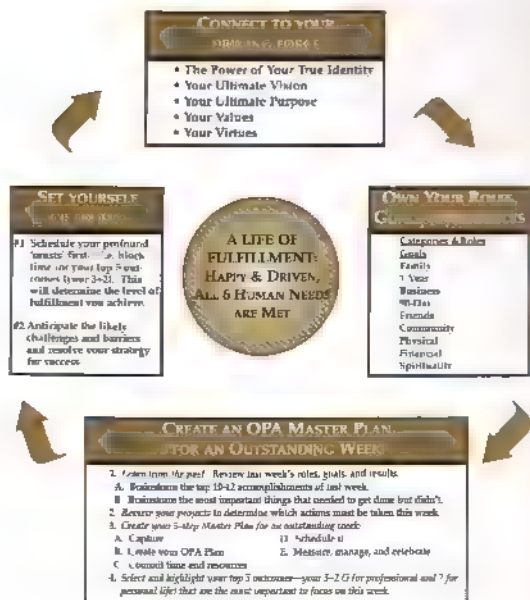 CONNECT TO YOUR
DRIVING FORCE
• The Power of Your True Identity
• Your Ultimate Vision
• Your Ultimate Purpose
• Your Values
• Your Virtues
SET YOURSELF
#1 Schedule your profound
'musts' first block
time for your top 5 out-
comes (your 3+2). This
will determine the level of
fulfillment you achieve.
#2 Anticipate the likely
challenges and barriers
and resolve your strategy
for success
A LIFE OF
FULFILLMENT:
HAPPY & DRIVEN,
ALL 6 HUMAN NEEDS
ARE MET
OWN YOUR ROLES
Categories & Roles
Goals
Family
1 Year
Business
90-Day
Friends
Community
Physical
Financial
Spirituality
CREATE AN OPA MASTER PLAN
FOR AN OUTSTANDING WEEK
1. Learn from the past. Review last week's roles, goals, and results.
A. Brainstorm the top 10-12 accomplishments of last week.
B. Brainstorm the most important things that needed to get done but didn't.
2. Review your projects to determine which actions must be taken this week
3. Create your 5-step Master Plan for an outstanding week:
A. Capture D. Schedule it
B. Create your OPA Plan E. Measure, manage, and celebrate
C. Commit time and resources
4. Select and highlight your top 5 outcomes—your 3+2 (3 for professional and 2 for
personal life) that are the most important to focus on this week.